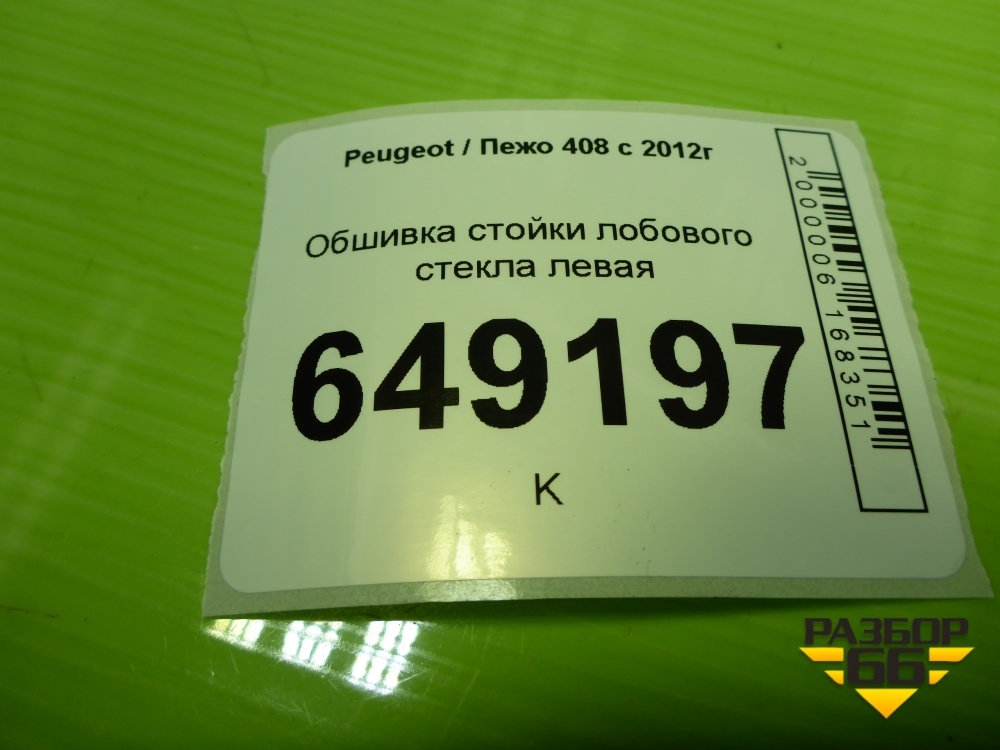 Peugeot / Пежо 408 с 2012г
Обшивка стойки лобового
стекла левая
649197
К
2000006168351
РАЗБОР
66